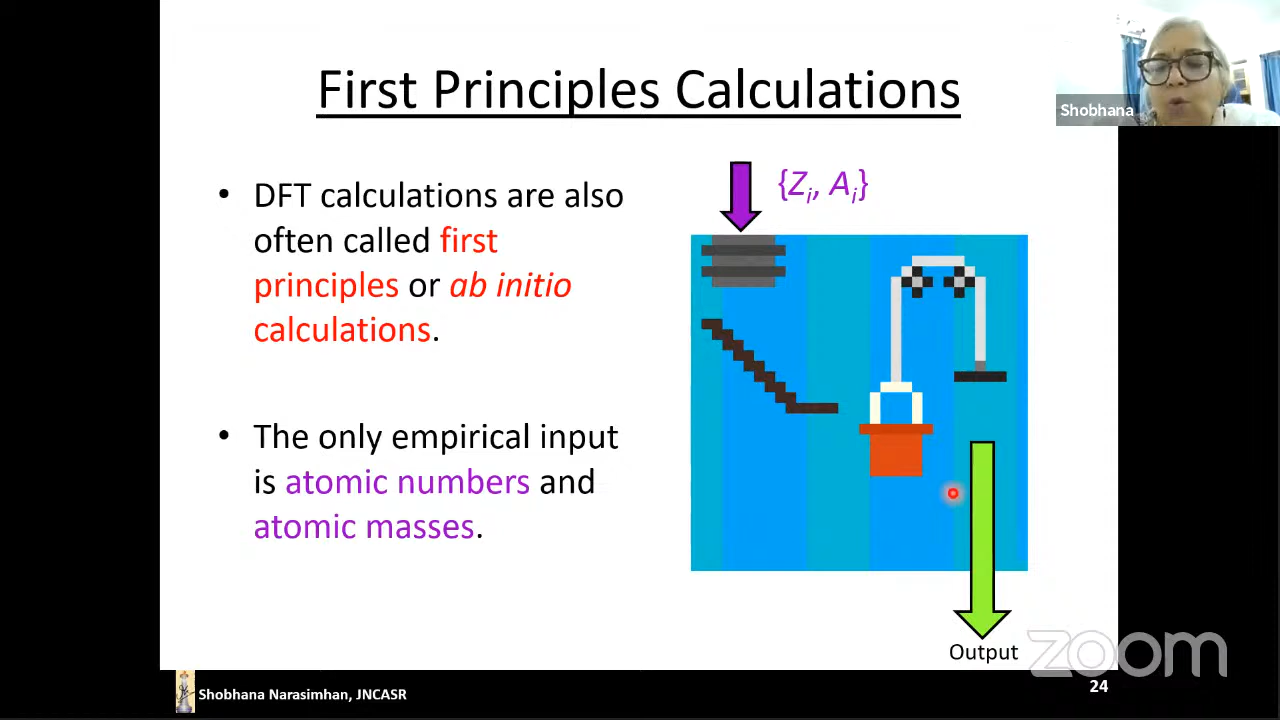 First Principles Calculations
Shobhana
• DFT calculations are also
often called first
principles or ab initio
calculations.
• The only empirical input
is atomic numbers and
atomic masses.
{Zi, Ai}
Output
zoom
Shobhana Narasimhan, JNCASR
24